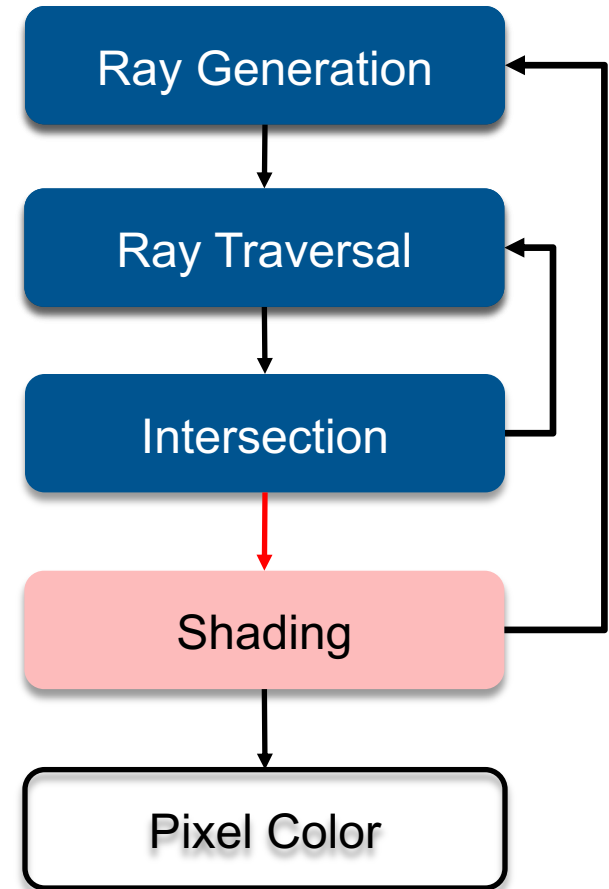 Ray Generation
Ray Traversal
Intersection
Shading
Pixel Color